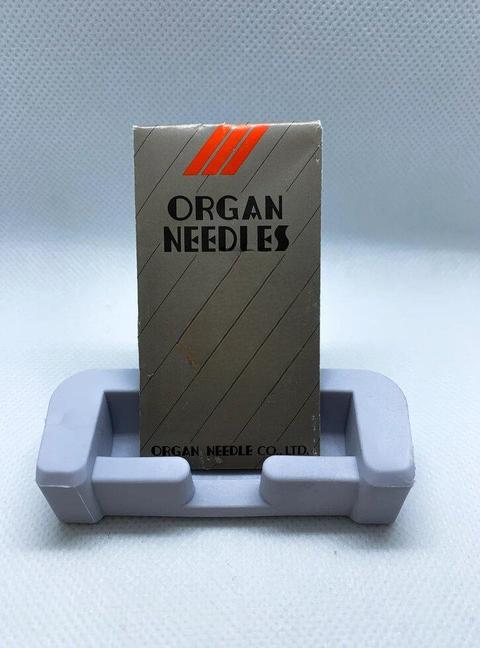 ORGAN
NEEDLES
ORGAN NEEDLE CO., LTD.